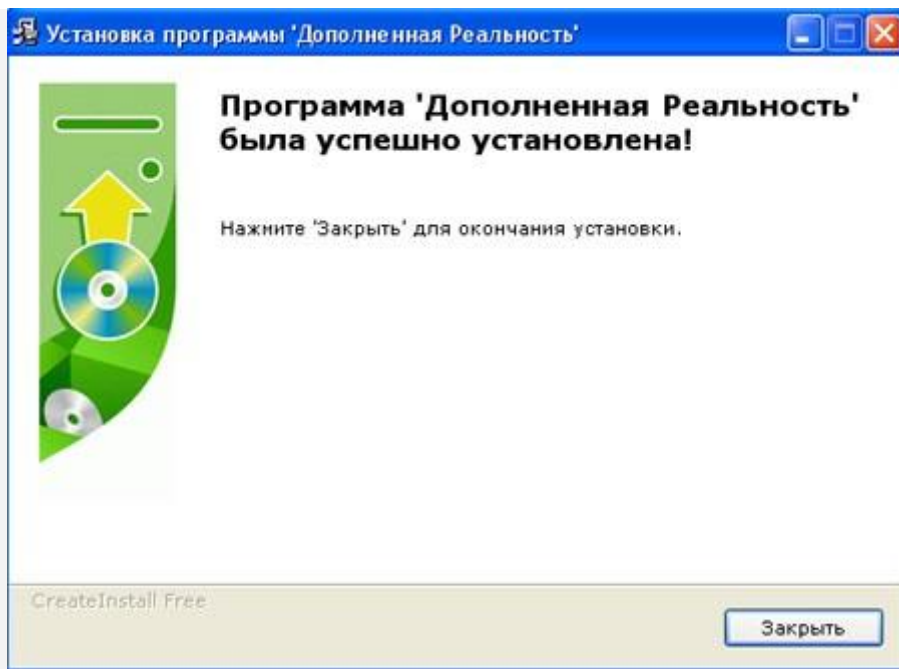 Установка программы 'Дополненная Реальность'
Программа 'Дополненная Реальность'
была успешно установлена!
Нажмите 'Закрыть' для окончания установки.
CreateInstall Free
Закрыть